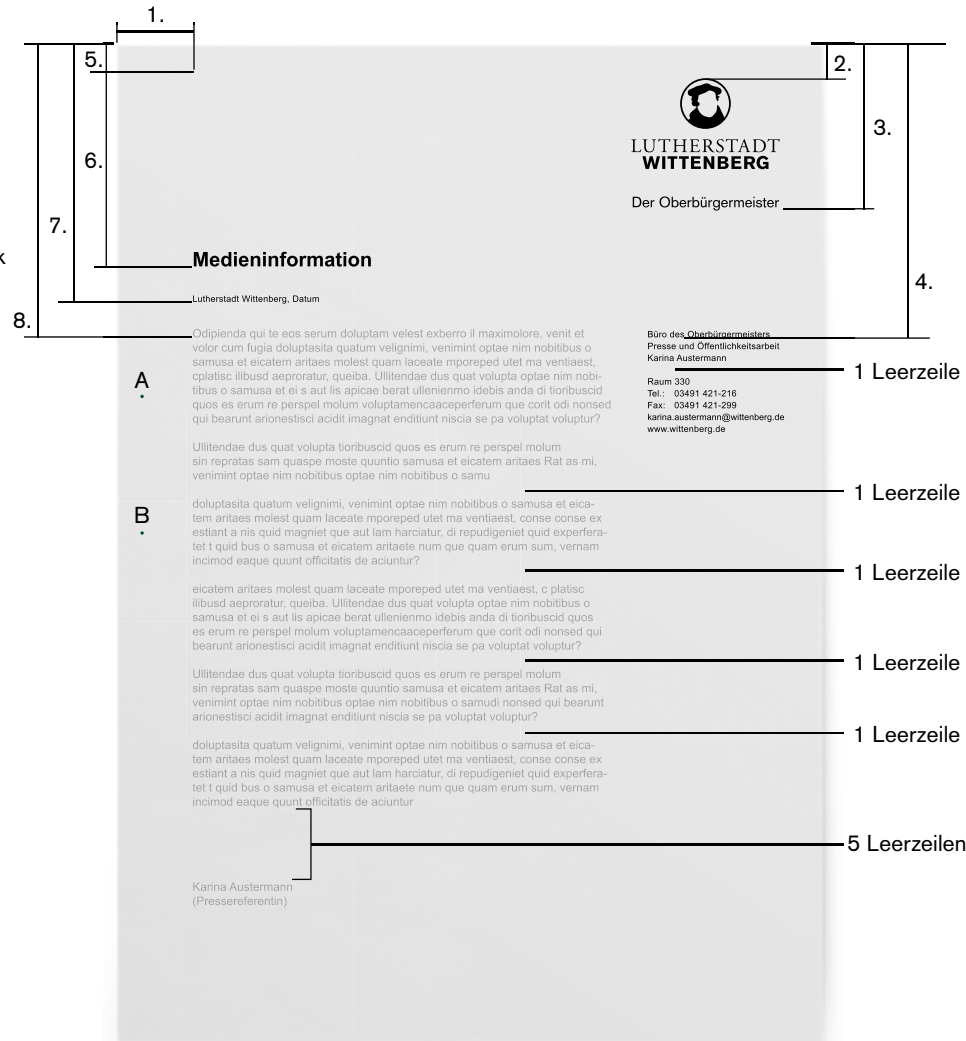 1.
5.
2.
3.
LUTHERSTADT
WITTENBERG
6.
Der Oberbürgermeister
7.
k
Medieninformation
4.
Lutherstadt Wittenberg, Datum
8.
Odipienda qui te eos serum doluptam velest exberro il maximolore, venit et
volor cum fugia doluptasita quatum velignimi, venimint optae nim nobitibus o
samusa et eicatem aritaes molest quam laceate mporeped utet ma ventiaest,
cplatisc ilibusd aeproratur, queiba. Ullitendae dus quat volupta optae nim nobi-
tibus o samusa et ei s aut lis apicae berat ullenienmo idebis anda di tioribuscid
quos es erum re perspel molum voluptamencaaceperferum que corit odi nonsed
qui bearunt arionestisci acidit imagnat enditiunt niscia se pa voluptat voluptur?
Büro des Oberbürgermeisters
Presse und Öffentlichkeitsarbeit
Karina Austermann
1 Leerzeile
Raum 330
Tel.: 03491 421-216
Fax: 03491 421-299
karina.austermann@wittenberg.de
www.wittenberg.de
A
Ullitendae dus quat volupta tioribuscid quos es erum re perspel molum
sin repratas sam quaspe moste quuntio samusa et eicatem aritaes Rat as mi,
venimint optae nim nobitibus optae nim nobitibus o samu
1 Leerzeile
B
doluptasita quatum velignimi, venimint optae nim nobitibus o samusa et eica-
tem aritaes molest quam laceate mporeped utet ma ventiaest, conse conse ex
estiant a nis quid magniet que aut lam harciatur, di repudigeniet quid experfera-
tet t quid bus o samusa et eicatem aritaete num que quam erum sum, vernam
incimod eaque quunt officitatis de aciuntur?
1 Leerzeile
eicatem aritaes molest quam laceate mporeped utet ma ventiaest, c platisc
ilibusd aeproratur, queiba. Ullitendae dus quat volupta optae nim nobitibus o
samusa et ei s aut lis apicae berat ullenienmo idebis anda di tioribuscid quos
es erum re perspel molum voluptamencaaceperferum que corit odi nonsed qui
bearunt arionestisci acidit imagnat enditiunt niscia se pa voluptat voluptur?
1 Leerzeile
Ullitendae dus quat volupta tioribuscid quos es erum re perspel molum
sin repratas sam quaspe moste quuntio samusa et eicatem aritaes Rat as mi,
venimint optae nim nobitibus optae nim nobitibus o samudi nonsed qui bearunt
arionestisci acidit imagnat enditiunt niscia se pa voluptat voluptur?
1 Leerzeile
doluptasita quatum velignimi, venimint optae nim nobitibus o samusa et eica-
tem aritaes molest quam laceate mporeped utet ma ventiaest, conse conse ex
estiant a nis quid magniet que aut lam harciatur, di repudigeniet quid experfera-
tet t quid bus o samusa et eicatem aritaete num que quam erum sum, vernam
incimod eaque quunt officitatis de aciuntur
5 Leerzeilen
Karina Austermann
(Pressereferentin)